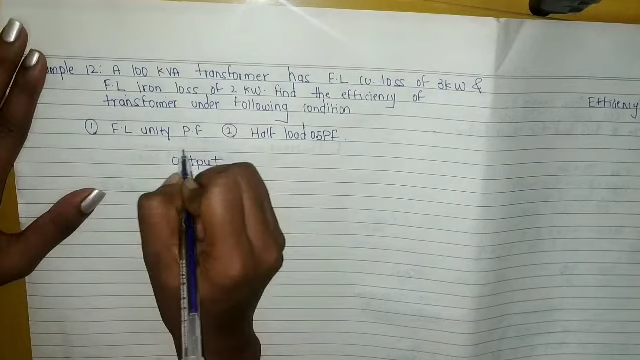 mple 12: A 100 KVA transformer has F.L cu. loss of 3kW &
F.L iron loss of 2 kW. find the efficiency of
transformer under following condition
① F.L unity P.F ② Half load 0.8PF.
output
Efficiency